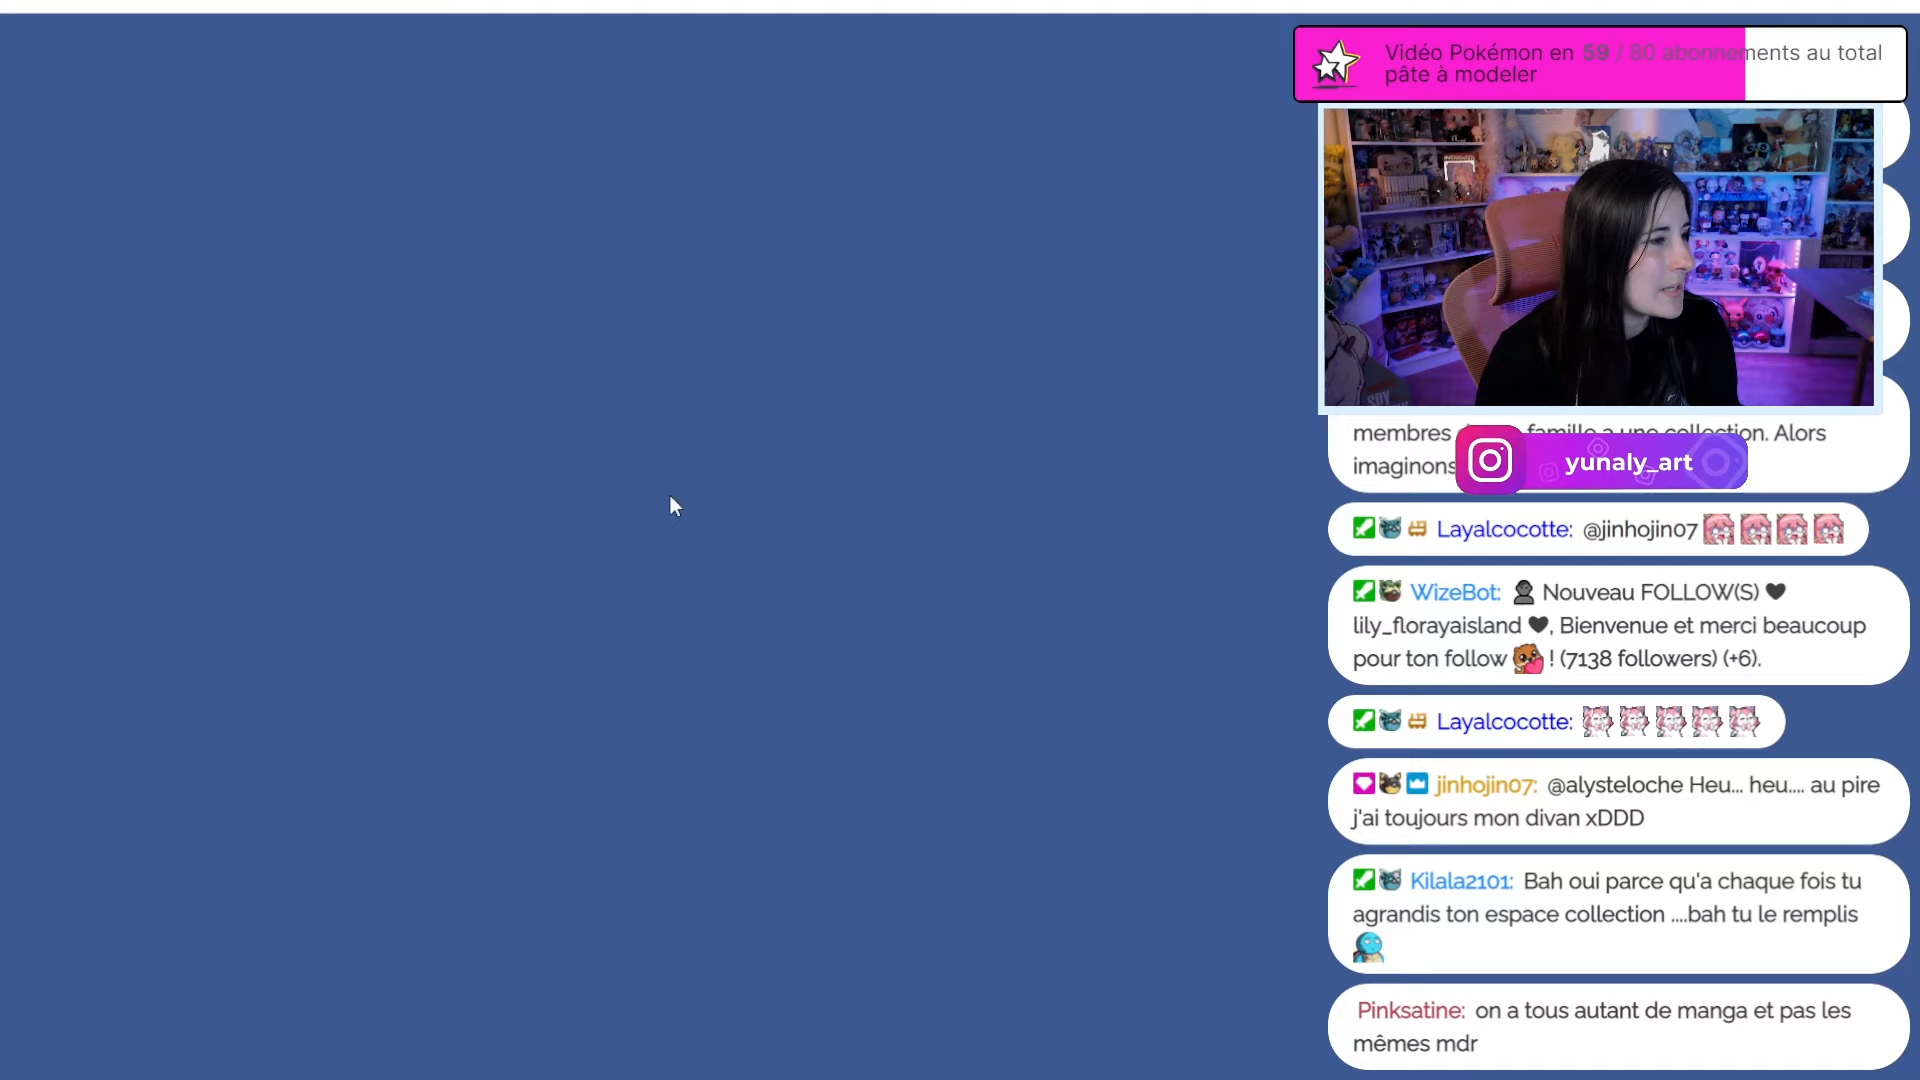 Vidéo Pokémon en 59 / 80 abonnements au total
pâte à modeler
membres famille a une collection. Alors
imaginons
yunaly_art
Layalcocotte: @jinhojin07
WizeBot: Nouveau FOLLOW(S)
lily_florayaisland , Bienvenue et merci beaucoup
pour ton follow ! (7138 followers) (+6).
Layalcocotte:
jinhojin07: @alysteloche Heu... heu.... au pire
j'ai toujours mon divan xDDD
Kilala2101: Bah oui parce qu'a chaque fois tu
agrandis ton espace collection ....bah tu le remplis
Pinksatine: on a tous autant de manga et pas les
mêmes mdr